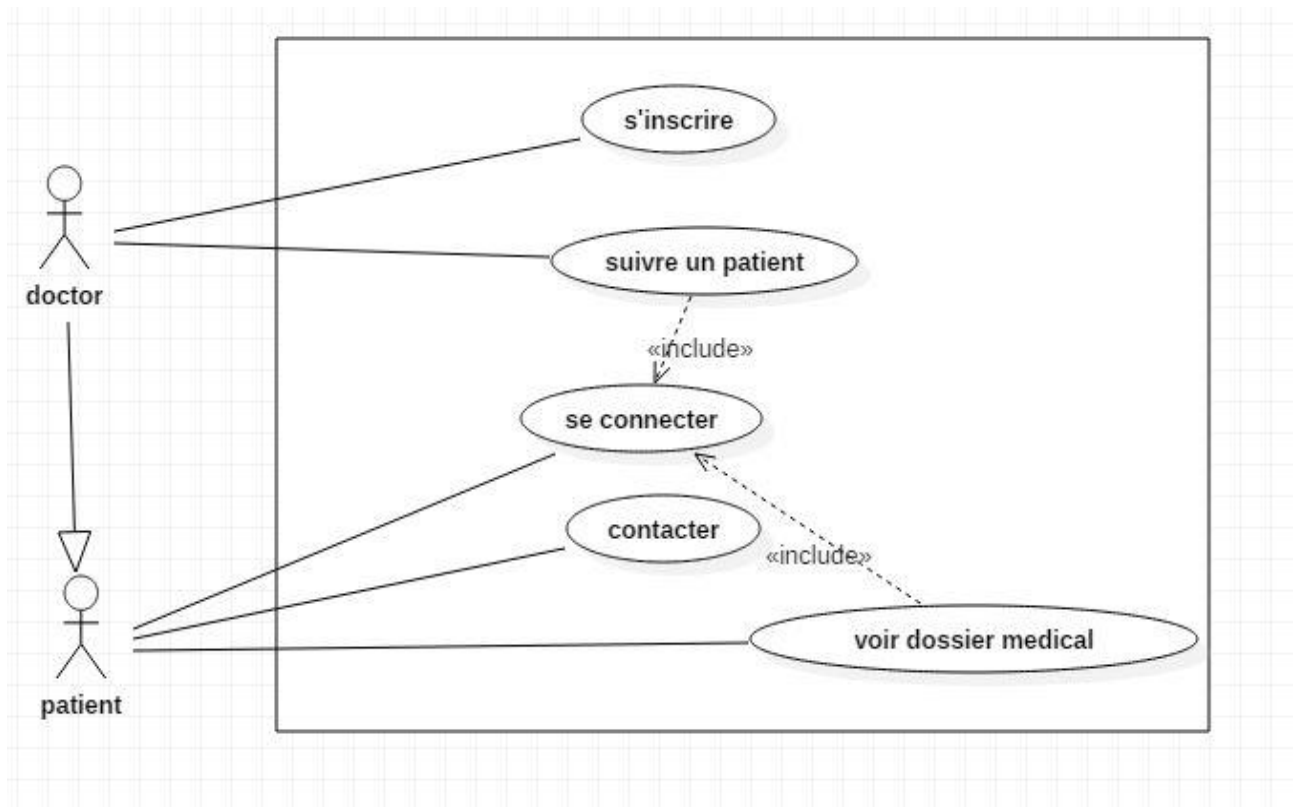 s'inscrire
suivre un patient
doctor
«include»
se connecter
contacter
«include»
voir dossier medical
patient